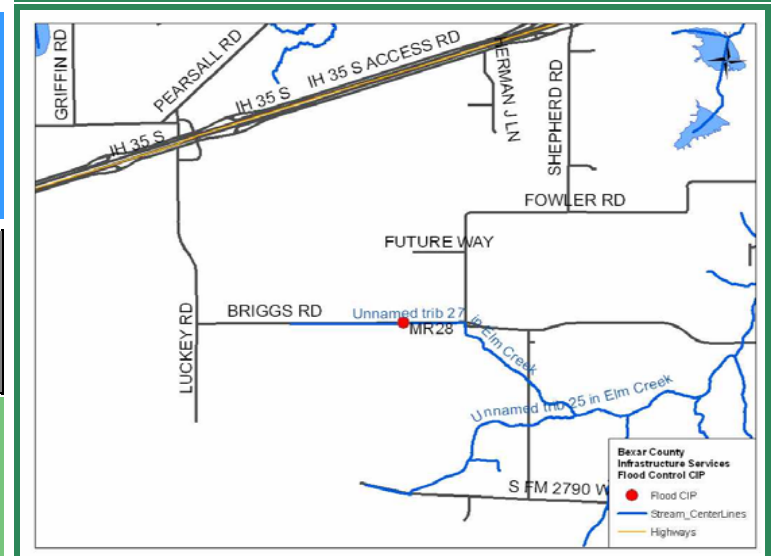 GRIFFIN RD
PEARSALL RD
IH 35 S ACCESS RD
HERMAN J LN
IH 35 S
SHEPHERD RD
IH 35 S
FOWLER RD
FUTURE WAY
BRIGGS RD
Unnamed trib 27 in Elm Creek
MR28
LUCKEY RD
Unnamed trib 25 in Elm Creek
S FM 2790 W
Bexar County
Infrastructure Services
Flood Control CIP
Flood CIP
Stream_CenterLines
Highways